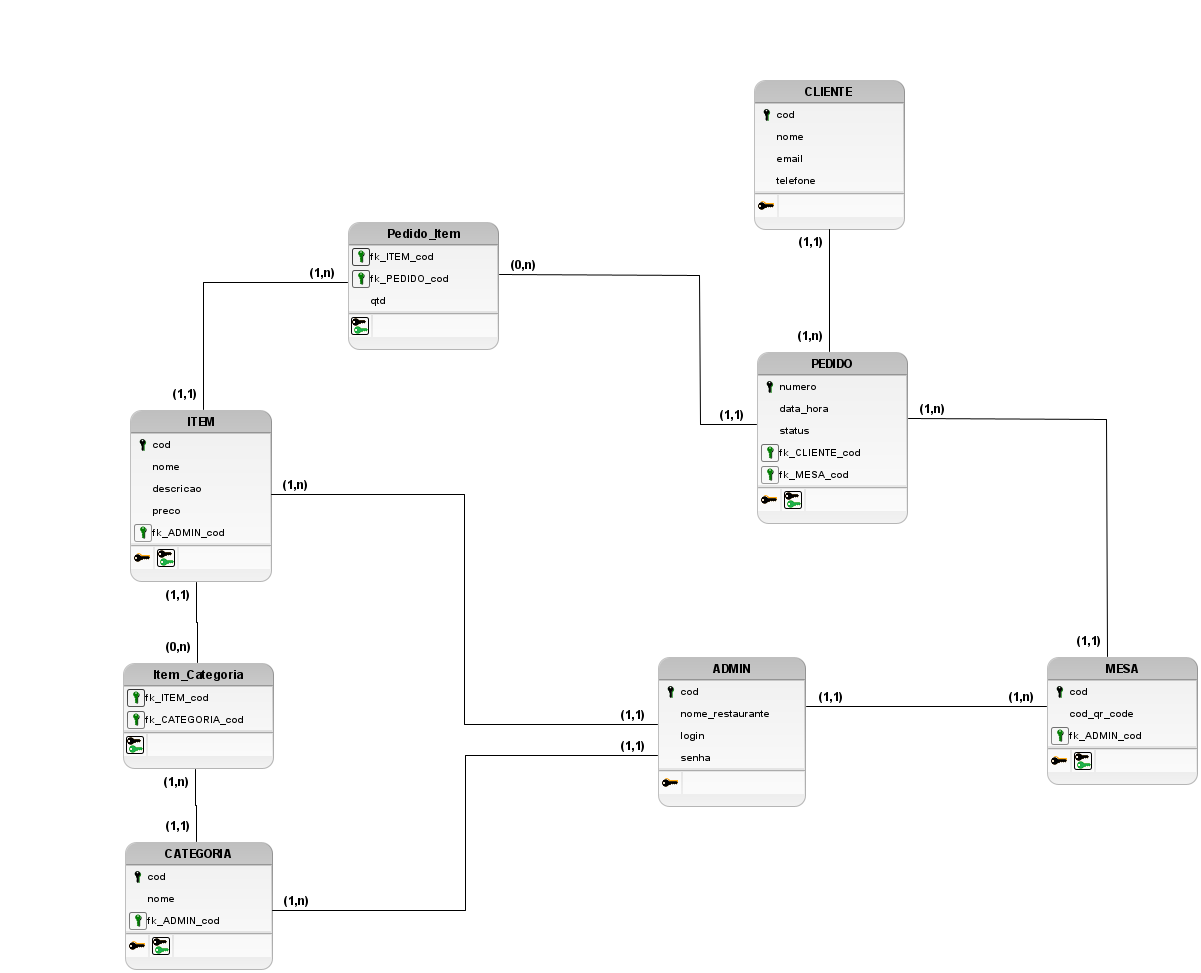 CLIENTE
cod
nome
email
telefone
(1,1)
(1,n)
Pedido_Item
fk_ITEM_cod
fk_PEDIDO_cod
qtd
(1,n)
(0,n)
(1,1)
(1,1)
PEDIDO
numero
data_hora
status
fk_CLIENTE_cod
fk_MESA_cod
(1,n)
(1,1)
ITEM
cod
nome
descricao
preco
fk_ADMIN_cod
(1,n)
(1,1)
(1,1)
(0,n)
Item_Categoria
fk_ITEM_cod
fk_CATEGORIA_cod
(1,n)
(1,1)
CATEGORIA
cod
nome
fk_ADMIN_cod
(1,n)
(1,1)
ADMIN
cod
nome_restaurante
login
senha
(1,1)
(1,n)
MESA
cod
cod_qr_code
fk_ADMIN_cod